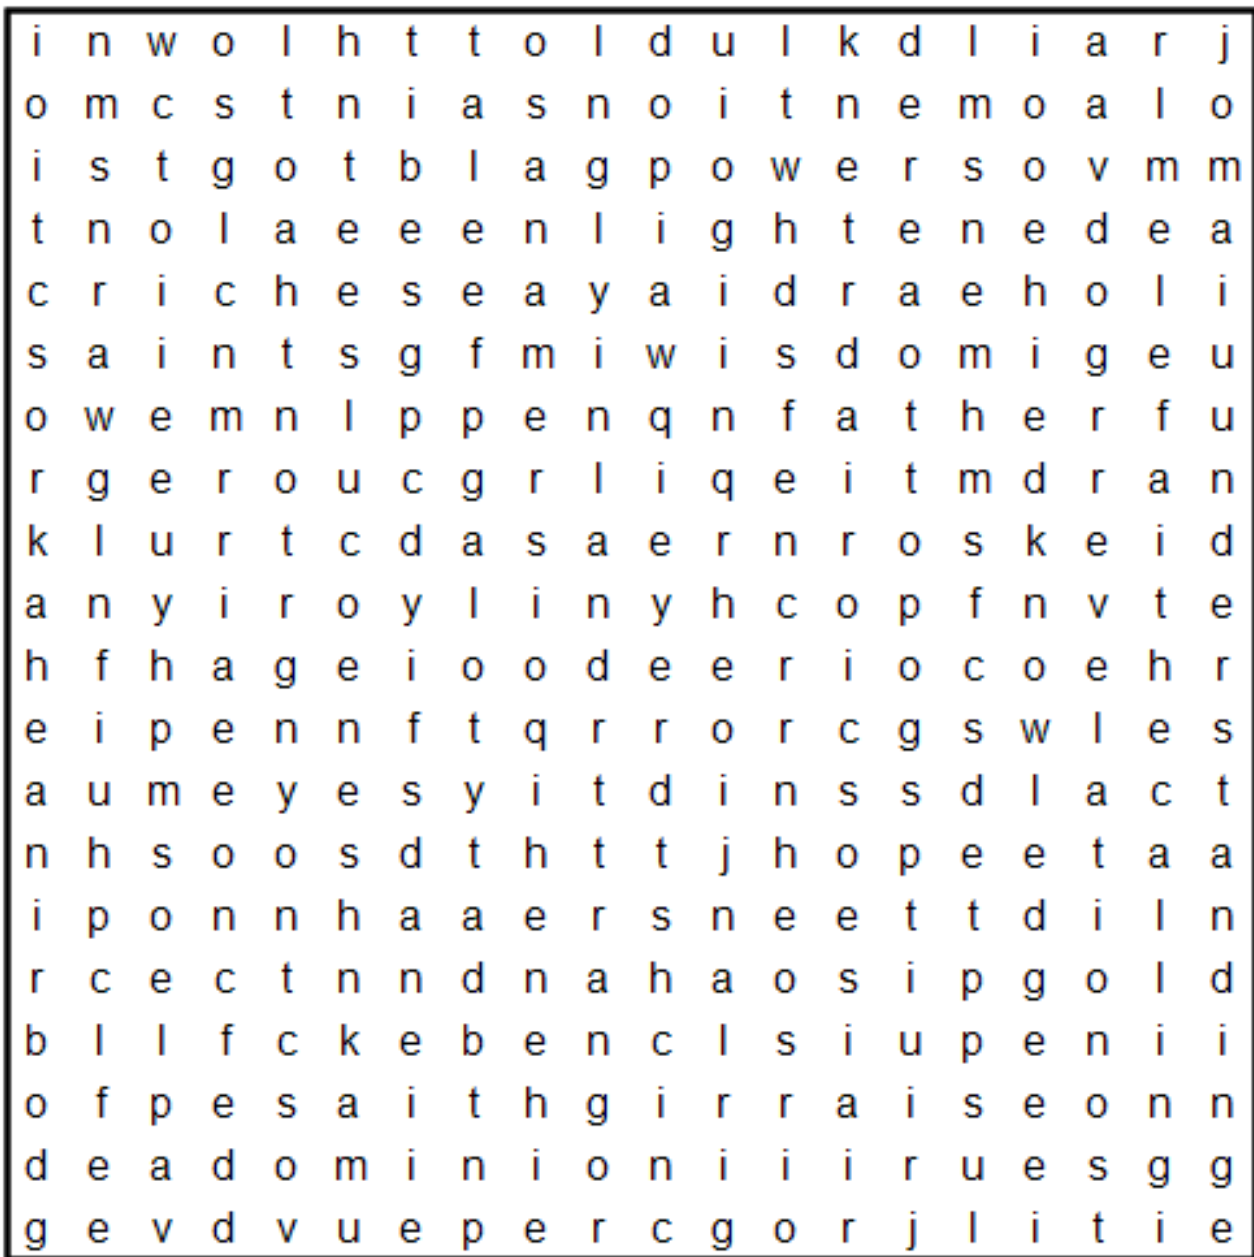 i n w o l h t t o l d u l k d l i a r j
o m c s t n i a s n o i t n e m o a l o
i s t g o t b l a g p o w e r s o v m m
t n o l a e e e n l i g h t e n e d e a
c r i c h e s e a y a i d r a e h o l i
s a i n t s g f m i w i s d o m i g e u
o w e m n l p p e n q n f a t h e r f u
r g e r o u c g r l i q e i t m d r a n
k l u r t c d a s a e r n r o s k e i d
a n y i r o y l i n y h c o p f n v t e
h f h a g e i o o d e e r i o c o e h r
e i p e n n f t q r r o r c g s w l e s
a u m e y e s y i t d i n s s d l a c t
n h s o o s d t h t t j h o p e e t a a
i p o n n h a a e r s n e e t t d i l n
r c e c t n n d n a h a o s i p g o l d
b l l f c k e b e n c l s i u p e n i i
o f p e s a i t h g i r r a i s e o n n
d e a d o m i n i o n i i i r u e s g g
g e v d v u e p e r c g o r j l i t i e